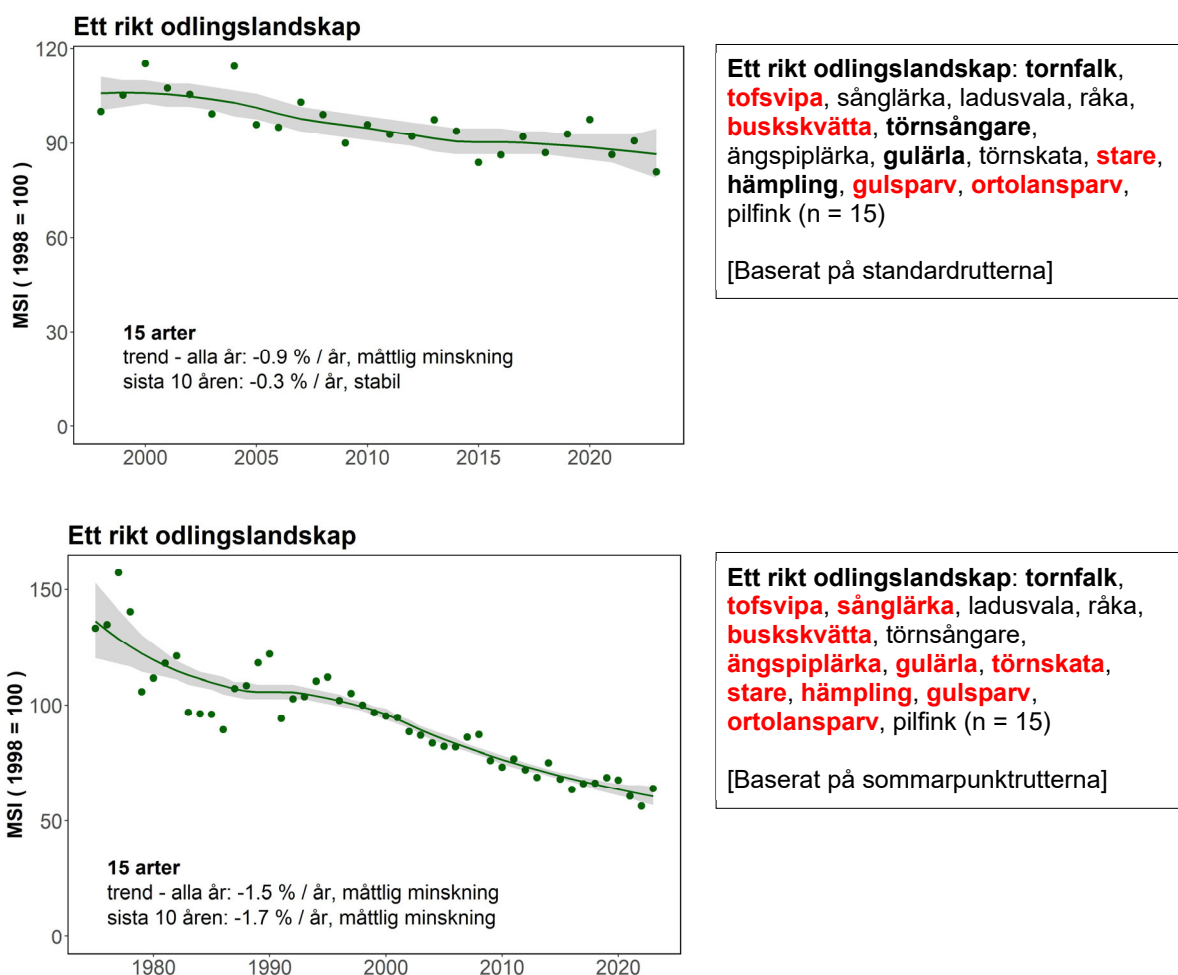 Ett rikt odlingslandskap
120
90
60
30
0
MSI ( 1998 = 100 )
15 arter
trend - alla år: -0.9 % / år, måttlig minskning
sista 10 åren: -0.3 % / år, stabil
2000 2005 2010 2015 2020
Ett rikt odlingslandskap: tornfalk,
tofsvipa, sånglärka, ladusvala, råka,
buskskvätta, törnsångare,
ängspiplärka, gulärla, törnskata, stare,
hämpling, gulsparv, ortolansparv,
pilfink (n = 15)
[Baserat på standardrutterna]
Ett rikt odlingslandskap
150
100
50
0
MSI ( 1998 = 100 )
15 arter
trend - alla år: -1.5 % / år, måttlig minskning
sista 10 åren: -1.7 % / år, måttlig minskning
1980 1990 2000 2010 2020
Ett rikt odlingslandskap: tornfalk,
tofsvipa, sånglärka, ladusvala, råka,
buskskvätta, törnsångare,
ängspiplärka, gulärla, törnskata,
stare, hämpling, gulsparv,
ortolansparv, pilfink (n = 15)
[Baserat på sommarpunktrutterna]